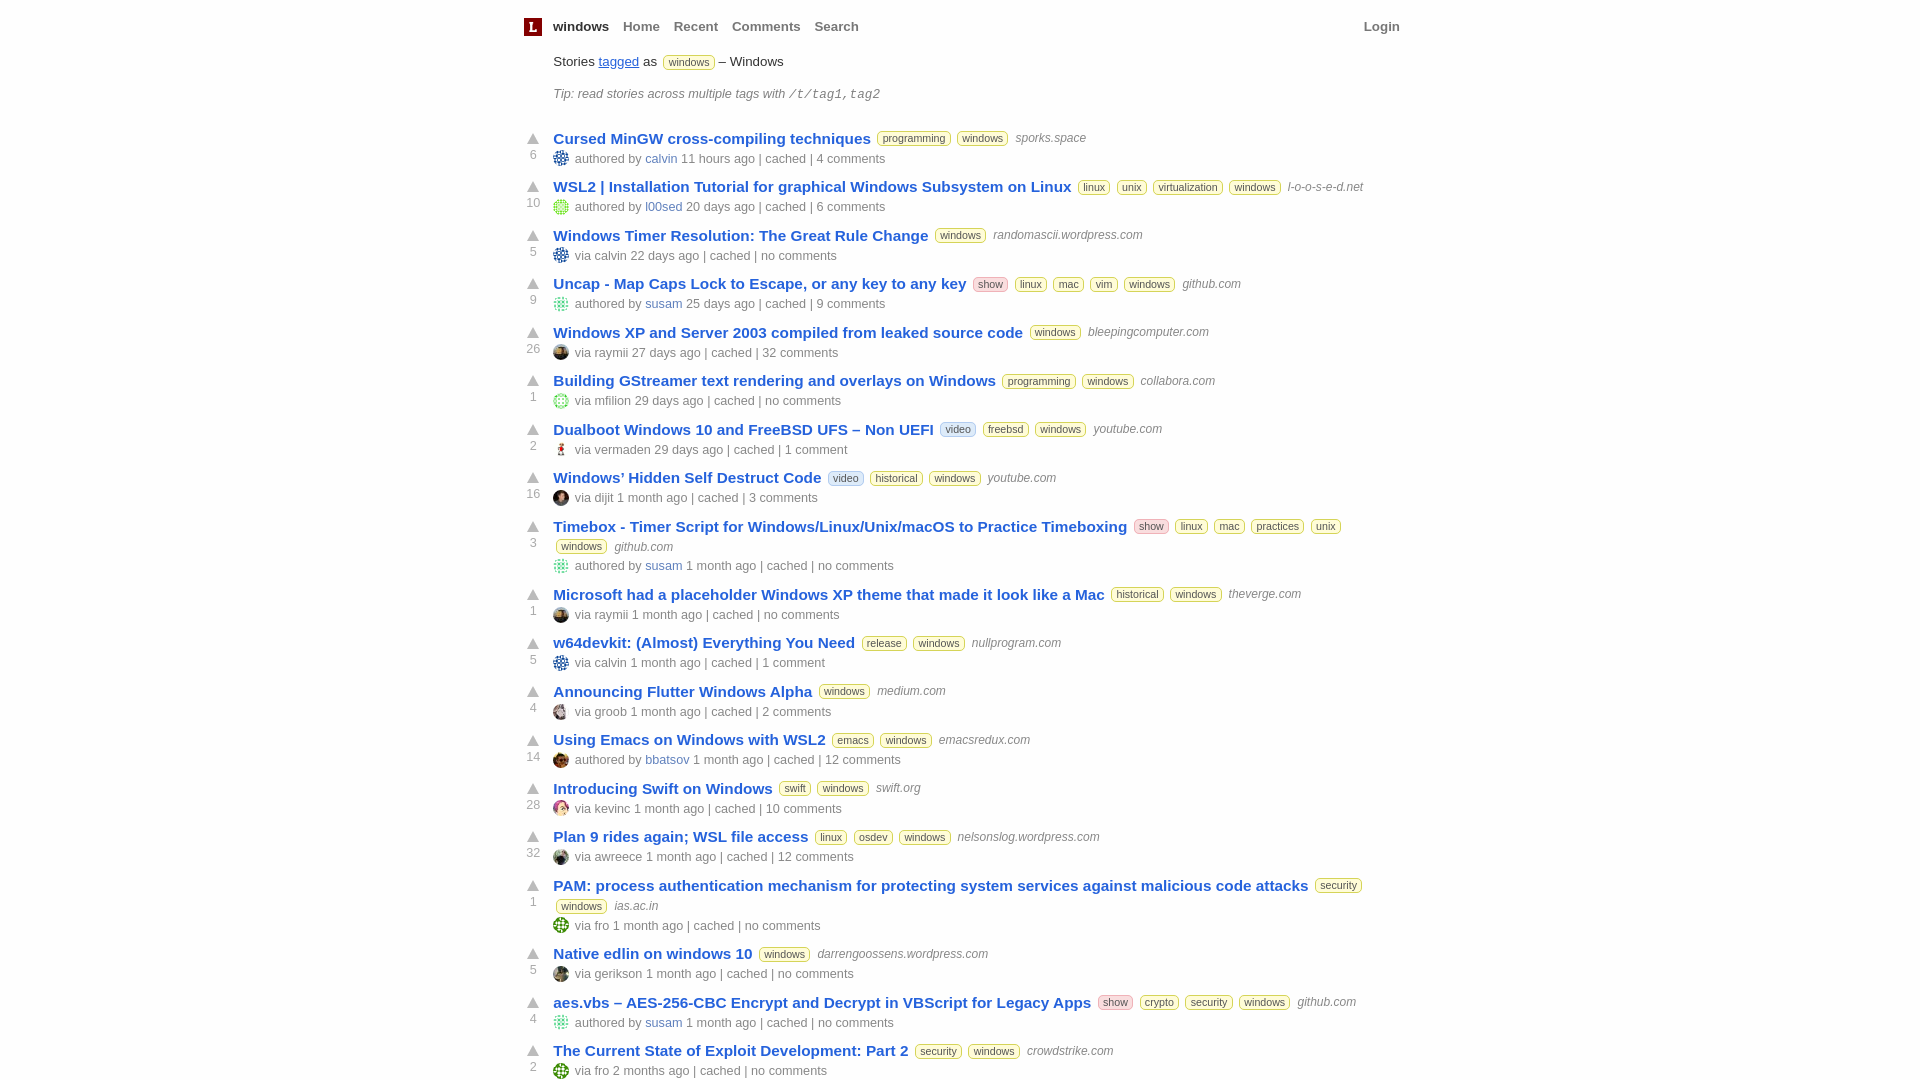 L windows Home Recent Comments Search Login
Stories tagged as windows – Windows
Tip: read stories across multiple tags with /t/tag1,tag2
Cursed MinGW cross-compiling techniques programming windows sporks.space
6 authored by calvin 11 hours ago | cached | 4 comments
WSL2 | Installation Tutorial for graphical Windows Subsystem on Linux linux unix virtualization windows l-o-o-s-e-d.net
10 authored by l00sed 20 days ago | cached | 6 comments
Windows Timer Resolution: The Great Rule Change windows randomascii.wordpress.com
5 via calvin 22 days ago | cached | no comments
Uncap - Map Caps Lock to Escape, or any key to any key show linux mac vim windows github.com
9 authored by susam 25 days ago | cached | 9 comments
Windows XP and Server 2003 compiled from leaked source code windows bleepingcomputer.com
26 via raymii 27 days ago | cached | 32 comments
Building GStreamer text rendering and overlays on Windows programming windows collabora.com
1 via mfilion 29 days ago | cached | no comments
Dualboot Windows 10 and FreeBSD UFS – Non UEFI video freebsd windows youtube.com
2 via vermaden 29 days ago | cached | 1 comment
Windows’ Hidden Self Destruct Code video historical windows youtube.com
16 via dijit 1 month ago | cached | 3 comments
Timebox - Timer Script for Windows/Linux/Unix/macOS to Practice Timeboxing show linux mac practices unix
3 windows github.com
authored by susam 1 month ago | cached | no comments
Microsoft had a placeholder Windows XP theme that made it look like a Mac historical windows theverge.com
1 via raymii 1 month ago | cached | no comments
w64devkit: (Almost) Everything You Need release windows nullprogram.com
5 via calvin 1 month ago | cached | 1 comment
Announcing Flutter Windows Alpha windows medium.com
4 via groob 1 month ago | cached | 2 comments
Using Emacs on Windows with WSL2 emacs windows emacsredux.com
14 authored by bbatsov 1 month ago | cached | 12 comments
Introducing Swift on Windows swift windows swift.org
28 via kevinc 1 month ago | cached | 10 comments
Plan 9 rides again; WSL file access linux osdev windows nelsonslog.wordpress.com
32 via awreece 1 month ago | cached | 12 comments
PAM: process authentication mechanism for protecting system services against malicious code attacks security
1 windows ias.ac.in
via fro 1 month ago | cached | no comments
Native edlin on windows 10 windows darrengoossens.wordpress.com
5 via gerikson 1 month ago | cached | no comments
aes.vbs – AES-256-CBC Encrypt and Decrypt in VBScript for Legacy Apps show crypto security windows github.com
4 authored by susam 1 month ago | cached | no comments
The Current State of Exploit Development: Part 2 security windows crowdstrike.com
2 via fro 2 months ago | cached | no comments